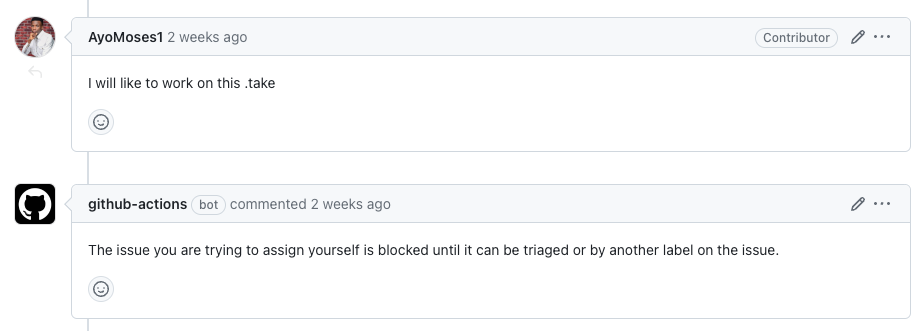 AyoMoses1 2 weeks ago
Contributor
I will like to work on this .take
github-actions bot commented 2 weeks ago
The issue you are trying to assign yourself is blocked until it can be triaged or by another label on the issue.